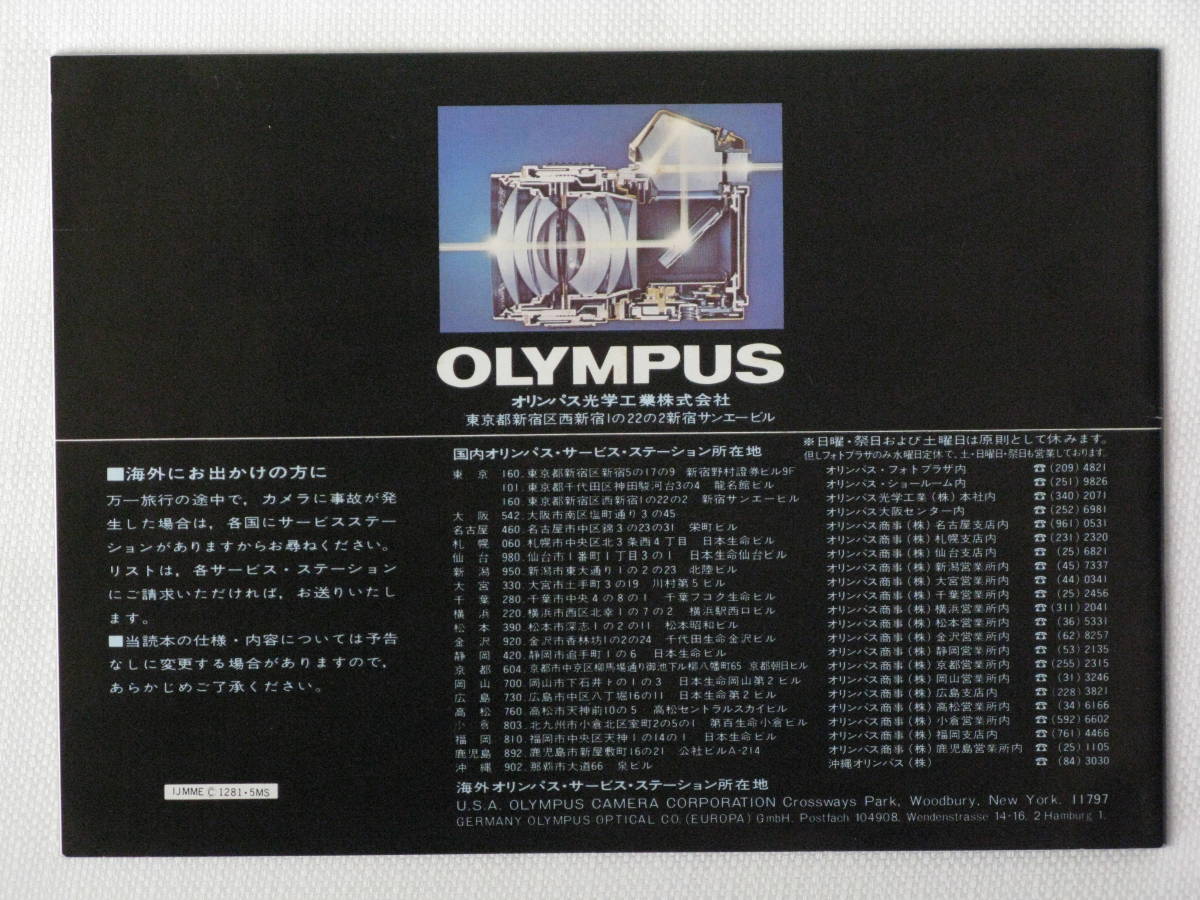 OLYMPUS
オリンパス光学工業株式会社
東京都新宿区西新宿1の22の2新宿サンエービル
■海外にお出かけの方に
万一旅行の途中で，カメラに事故が発
生した場合は，各国にサービスステー
ションがありますからお尋ねください。
リストは，各サービス・ステーション
にご請求いただければ，お送りいたし
ます。
■当読本の仕様・内容については予告
なしに変更する場合がありますので，
あらかじめご了承ください。
IJMME © 1281・5MS
国内オリンパス・サービス・ステーション所在地
※日曜・祭日および土曜日は原則として休みます。
但しフォトプラザのみ水曜日定休で，土・日曜日・祭日も営業しております。
東京 160. 東京都新宿区新宿5の17の9 新宿野村證券ビル9F オリンパス・フォトプラザ内 ☎(209) 4821
101. 東京都千代田区神田駿河台3の4 龍名館ビル オリンパス・ショールーム内 ☎(251) 9826
160. 東京都新宿区西新宿1の22の2 新宿サンエービル オリンパス光学工業(株)本社内 ☎(340) 2071
大阪 542. 大阪市南区塩町通り3の45 オリンパス大阪センター内 ☎(252) 6981
名古屋 460. 名古屋市中区錦3の23の31 栄町ビル オリンパス商事(株)名古屋支店内 ☎(961) 0531
札幌 060. 札幌市中央区北3条西4丁目 日本生命ビル オリンパス商事(株)札幌支店内 ☎(231) 2320
仙台 980. 仙台市1番町1丁目3の1 日本生命仙台ビル オリンパス商事(株)仙台支店内 ☎(25) 6821
新潟 950. 新潟市東大通り1の2の23 北陸ビル オリンパス商事(株)新潟営業所内 ☎(45) 7337
大宮 330. 大宮市土手町3の19 川村第5ビル オリンパス商事(株)大宮営業所内 ☎(44) 0341
千葉 280. 千葉市中央4の8の1 千葉フコク生命ビル オリンパス商事(株)千葉営業所内 ☎(25) 2456
横浜 220. 横浜市西区北幸1の7の2 横浜駅西口ビル オリンパス商事(株)横浜営業所内 ☎(311) 2041
松本 390. 松本市深志1の2の11 松本昭和ビル オリンパス商事(株)松本営業所内 ☎(36) 5331
金沢 920. 金沢市香林坊1の2の24 千代田生命金沢ビル オリンパス商事(株)金沢営業所内 ☎(62) 8257
静岡 420. 静岡市追手町1の6 日本生命ビル オリンパス商事(株)静岡営業所内 ☎(53) 2135
京都 604. 京都市中京区柳馬場通り御池下ル柳八幡町65 京都朝日ビル オリンパス商事(株)京都営業所内 ☎(255) 2315
岡山 700. 岡山市下石井1の1の3 日本生命岡山第2ビル オリンパス商事(株)岡山営業所内 ☎(31) 3246
広島 730. 広島市中区八丁堀16の11 日本生命第2ビル オリンパス商事(株)広島支店内 ☎(228) 3821
高松 760. 高松市天神前10の5 高松セントラルスカイビル オリンパス商事(株)高松営業所内 ☎(34) 6166
小倉 803. 北九州市小倉北区室町2の5の1 第百生命小倉ビル オリンパス商事(株)小倉営業所内 ☎(592) 6602
福岡 810. 福岡市中央区天神1の14の1 日本生命ビル オリンパス商事(株)福岡支店内 ☎(761) 4466
鹿児島 892. 鹿児島市新屋敷町16の21 公社ビルA-214 オリンパス商事(株)鹿児島営業所内 ☎(25) 1105
沖縄 902. 那覇市大道66 泉ビル 沖縄オリンパス(株) ☎(84) 3030
海外オリンパス・サービス・ステーション所在地
U.S.A. OLYMPUS CAMERA CORPORATION Crossways Park, Woodbury, New York. 11797
GERMANY OLYMPUS OPTICAL CO.(EUROPA) GmbH. Postfach 104908, Wendenstrasse 14-16, 2 Hamburg 1.